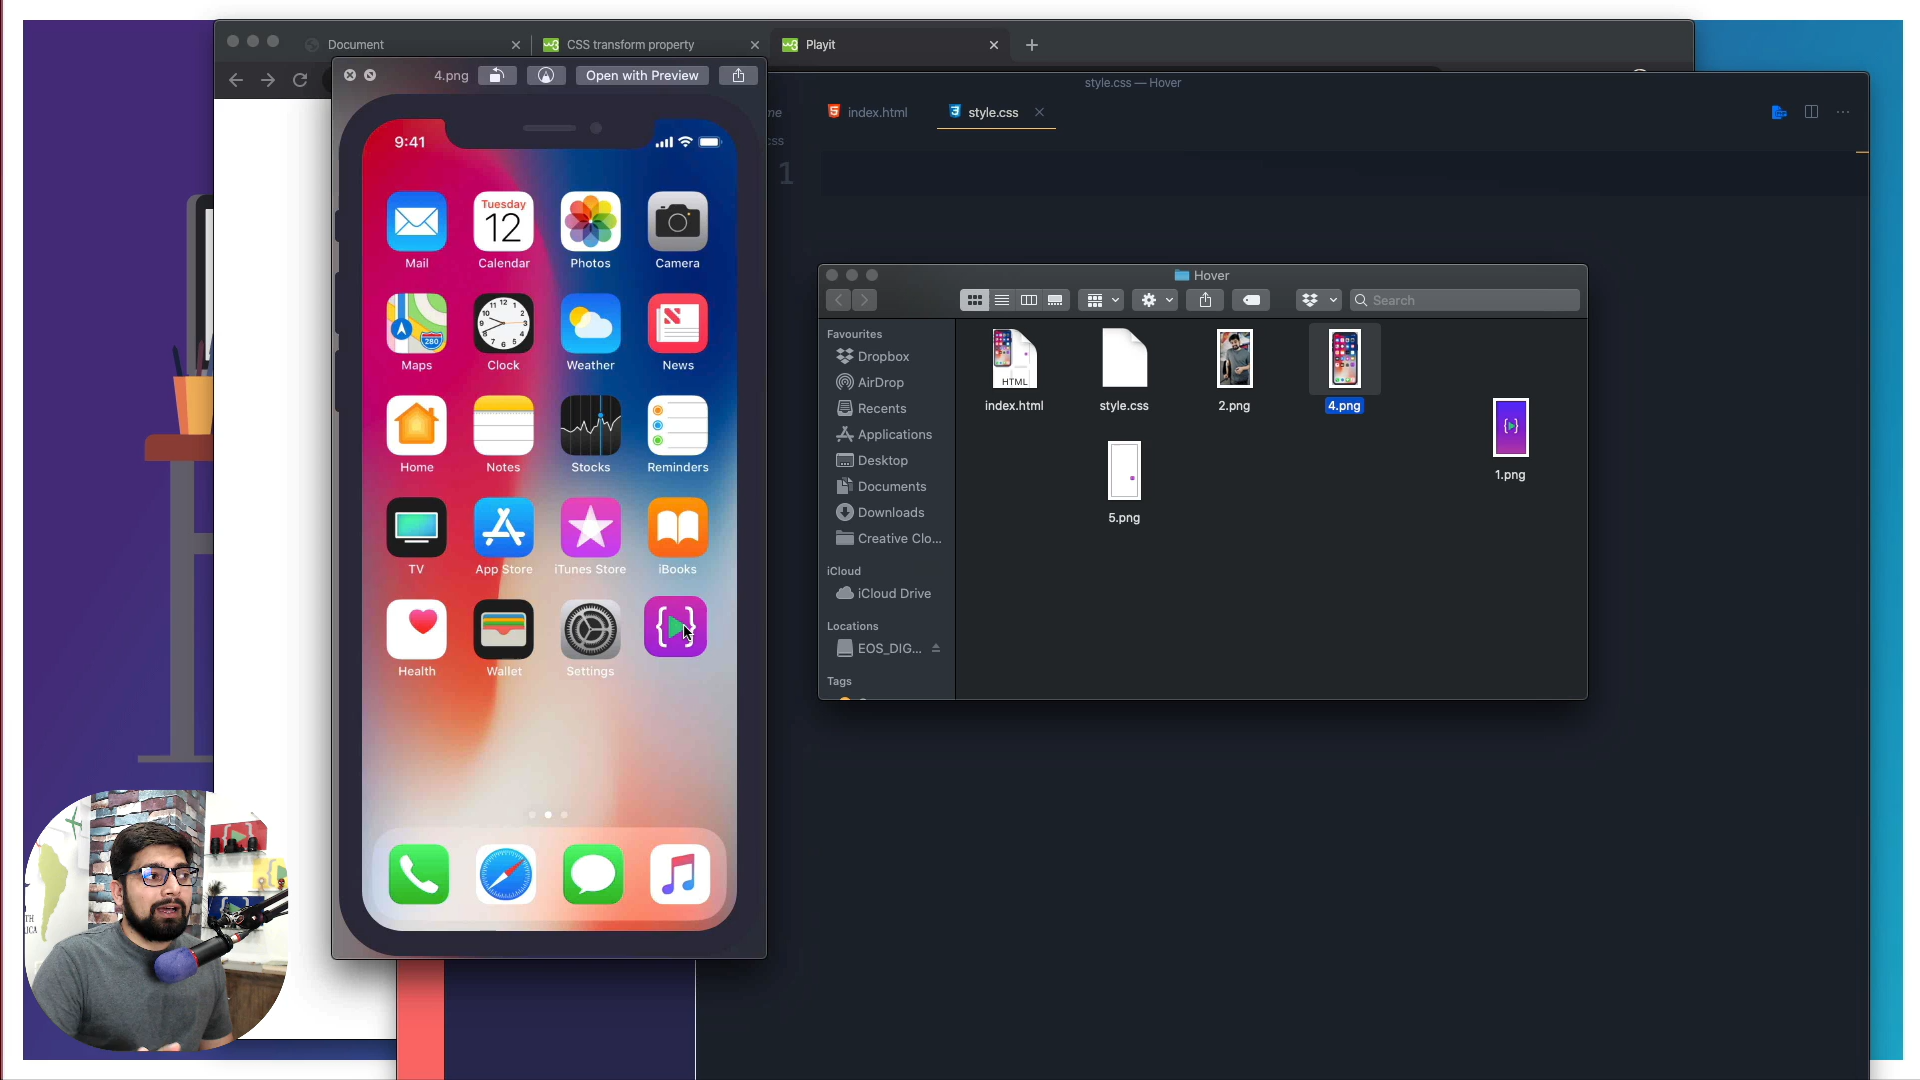 Document
CSS transform property
Playit
4.png
Open with Preview
style.css — Hover
index.html
style.css
1
9:41
Tuesday
12
Mail
Calendar
Photos
Camera
280
Maps
Clock
Weather
News
Home
Notes
Stocks
Reminders
TV
App Store
iTunes Store
iBooks
Health
Wallet
Settings
Hover
Search
Favourites
Dropbox
AirDrop
Recents
Applications
Desktop
Documents
Downloads
Creative Clo...
iCloud
iCloud Drive
Locations
EOS_DIG...
Tags
HTML
index.html
style.css
2.png
4.png
1.png
5.png